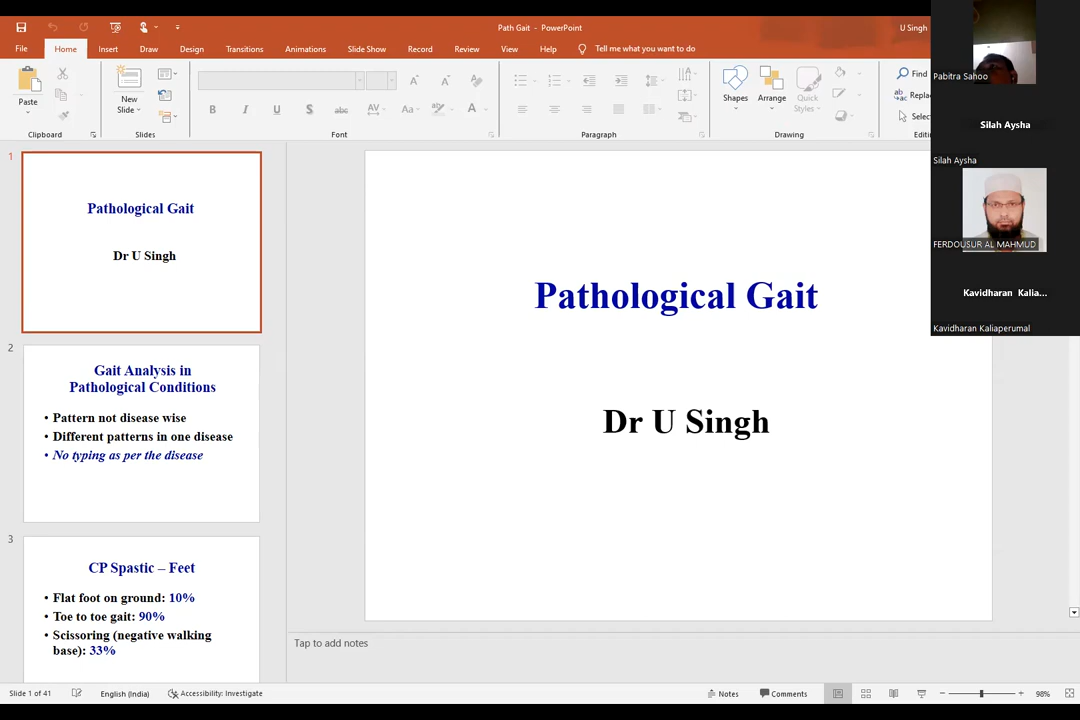 Path Gait - PowerPoint
U Singh
File Home Insert Draw Design Transitions Animations Slide Show Record Review View Help Tell me what you want to do
Paste
New
Slide
Shapes
Arrange
Quick
Styles
Find
Replac
Select
Clipboard
Slides
Font
Paragraph
Drawing
Editi
1
Pathological Gait
Dr U Singh
2
Gait Analysis in
Pathological Conditions
• Pattern not disease wise
• Different patterns in one disease
• No typing as per the disease
3
CP Spastic – Feet
• Flat foot on ground: 10%
• Toe to toe gait: 90%
• Scissoring (negative walking
base): 33%
Pathological Gait
Dr U Singh
Tap to add notes
Pabitra Sahoo
Silah Aysha
Silah Aysha
FERDOUSUR AL MAHMUD
Kavidharan Kalia...
Kavidharan Kaliaperumal
Slide 1 of 41
English (India)
Accessibility: Investigate
Notes
Comments
98%